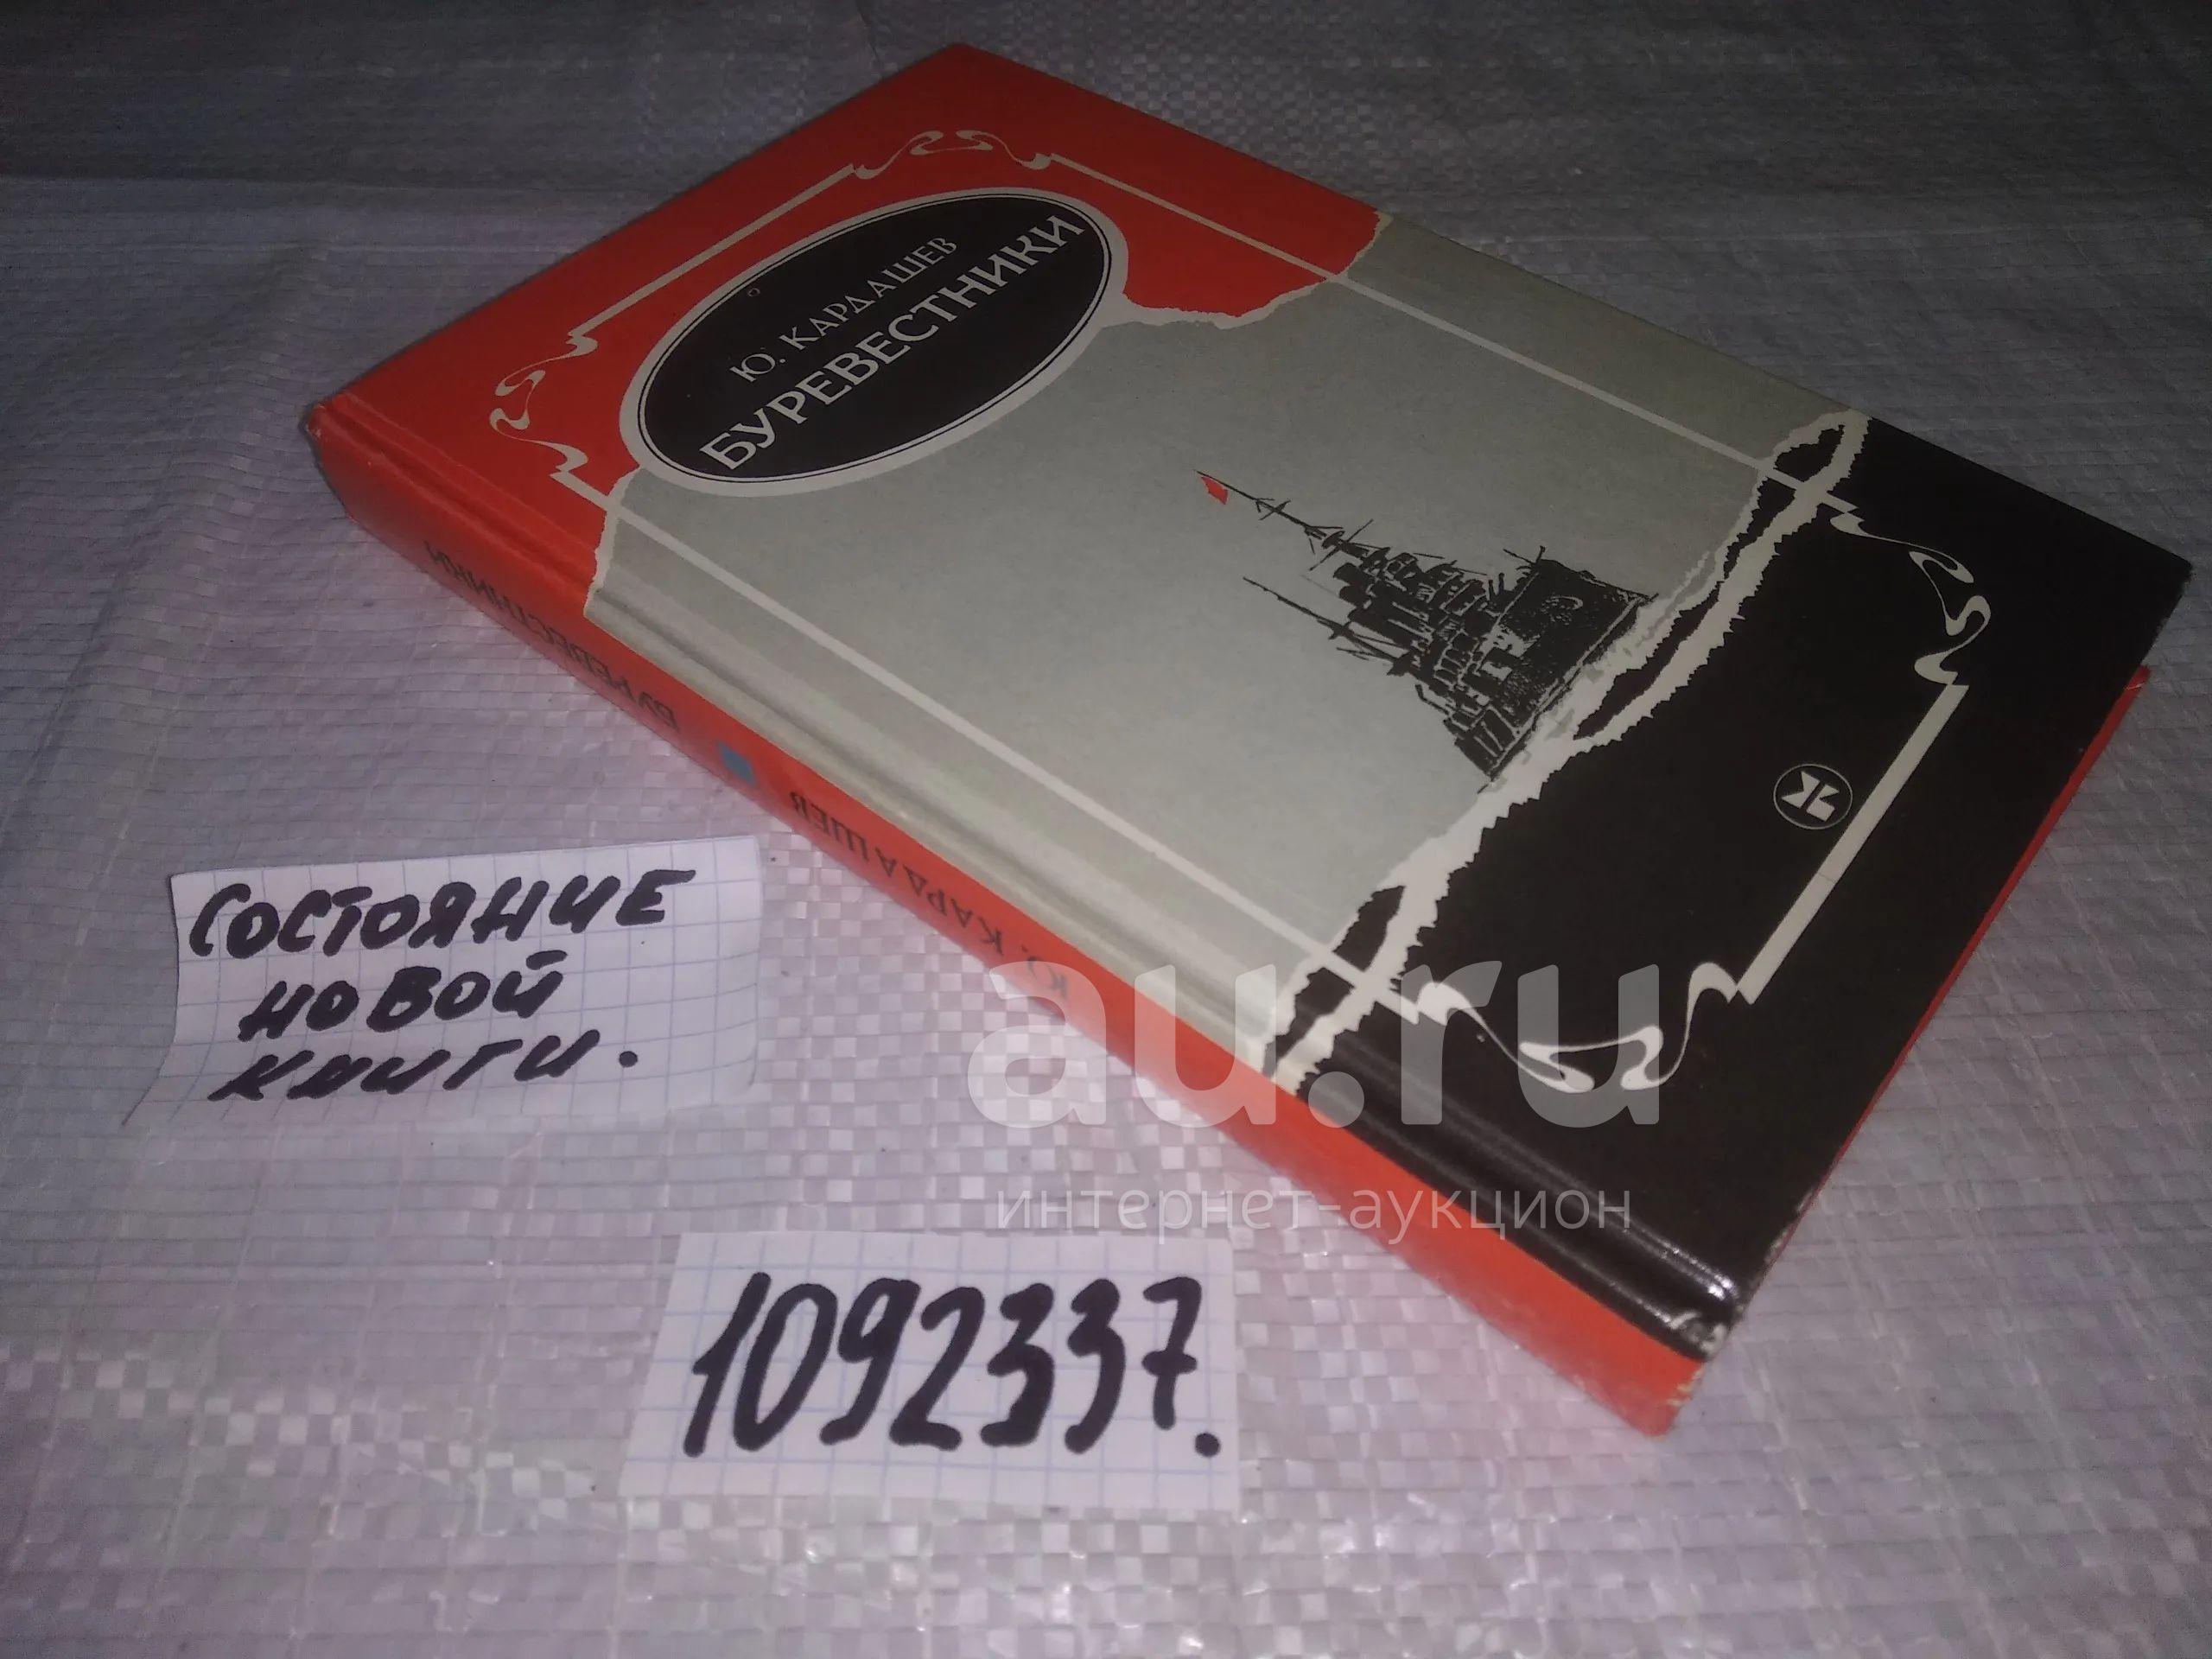 Ю. КАРДАШЕВ
БУРЕВЕСТНИКИ
Ю. КАРДАШЕВ БУРЕВЕСТНИКИ
СОСТОЯНИЕ
НОВОЙ
КНИГИ.
au.ru
интернет-аукцион
1092337.